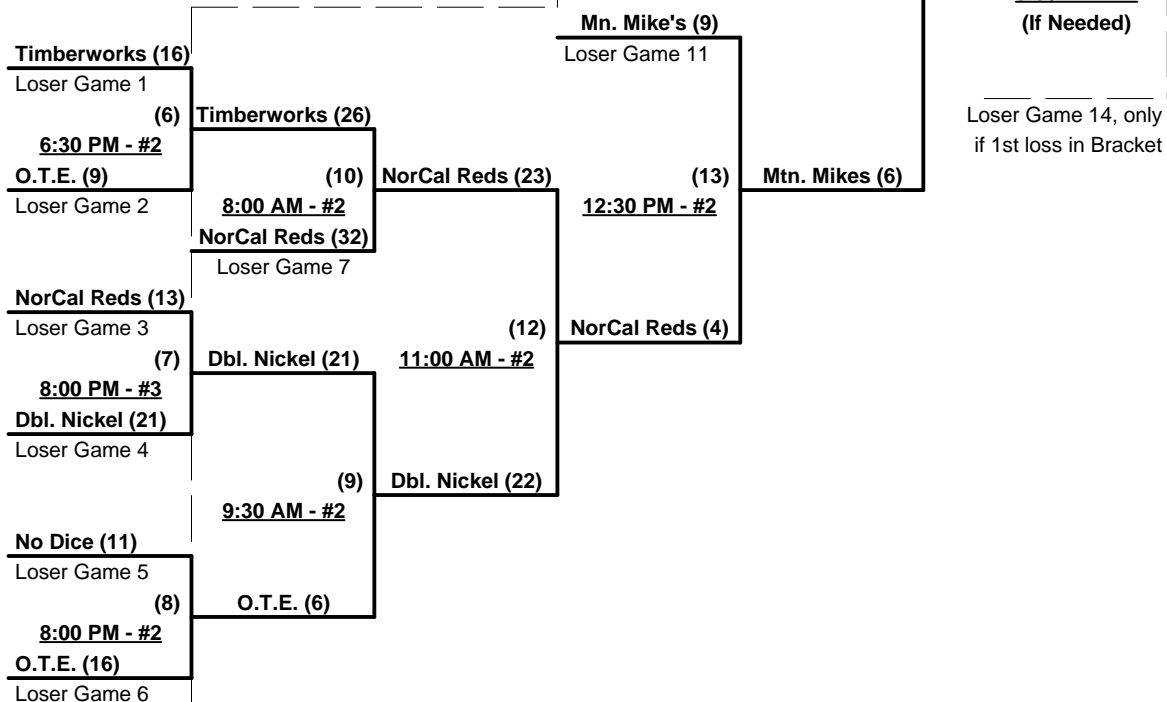 Mn. Mike's (9)
(If Needed)
Timberworks (16)
Loser Game 11
Loser Game 1
(6)
Timberworks (26)
Loser Game 14, only
6:30 PM - #2
if 1st loss in Bracket
O.T.E. (9)
(10)
NorCal Reds (23)
(13)
Mtn. Mikes (6)
Loser Game 2
8:00 AM - #2
12:30 PM - #2
NorCal Reds (32)
Loser Game 7
NorCal Reds (13)
Loser Game 3
(12)
NorCal Reds (4)
(7)
Dbl. Nickel (21)
11:00 AM - #2
8:00 PM - #3
Dbl. Nickel (21)
Loser Game 4
(9)
Dbl. Nickel (22)
9:30 AM - #2
No Dice (11)
Loser Game 5
(8)
O.T.E. (6)
8:00 PM - #2
O.T.E. (16)
Loser Game 6